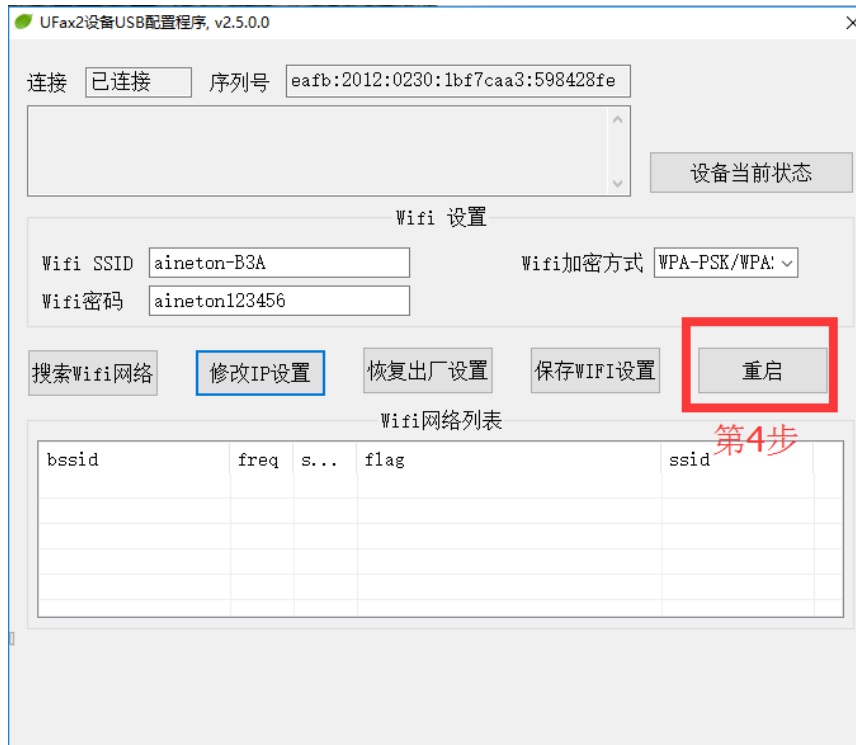 UFax2设备USB配置程序, v2.5.0.0
连接 已连接 序列号 eafb:2012:0230:1bf7caa3:598428fe
设备当前状态
Wifi 设置
Wifi SSID aineton-B3A Wifi加密方式 WPA-PSK/WPA
Wifi密码 aineton123456
搜索Wifi网络 修改IP设置 恢复出厂设置 保存WIFI设置 重启
Wifi网络列表
第4步
bssid freq s... flag ssid